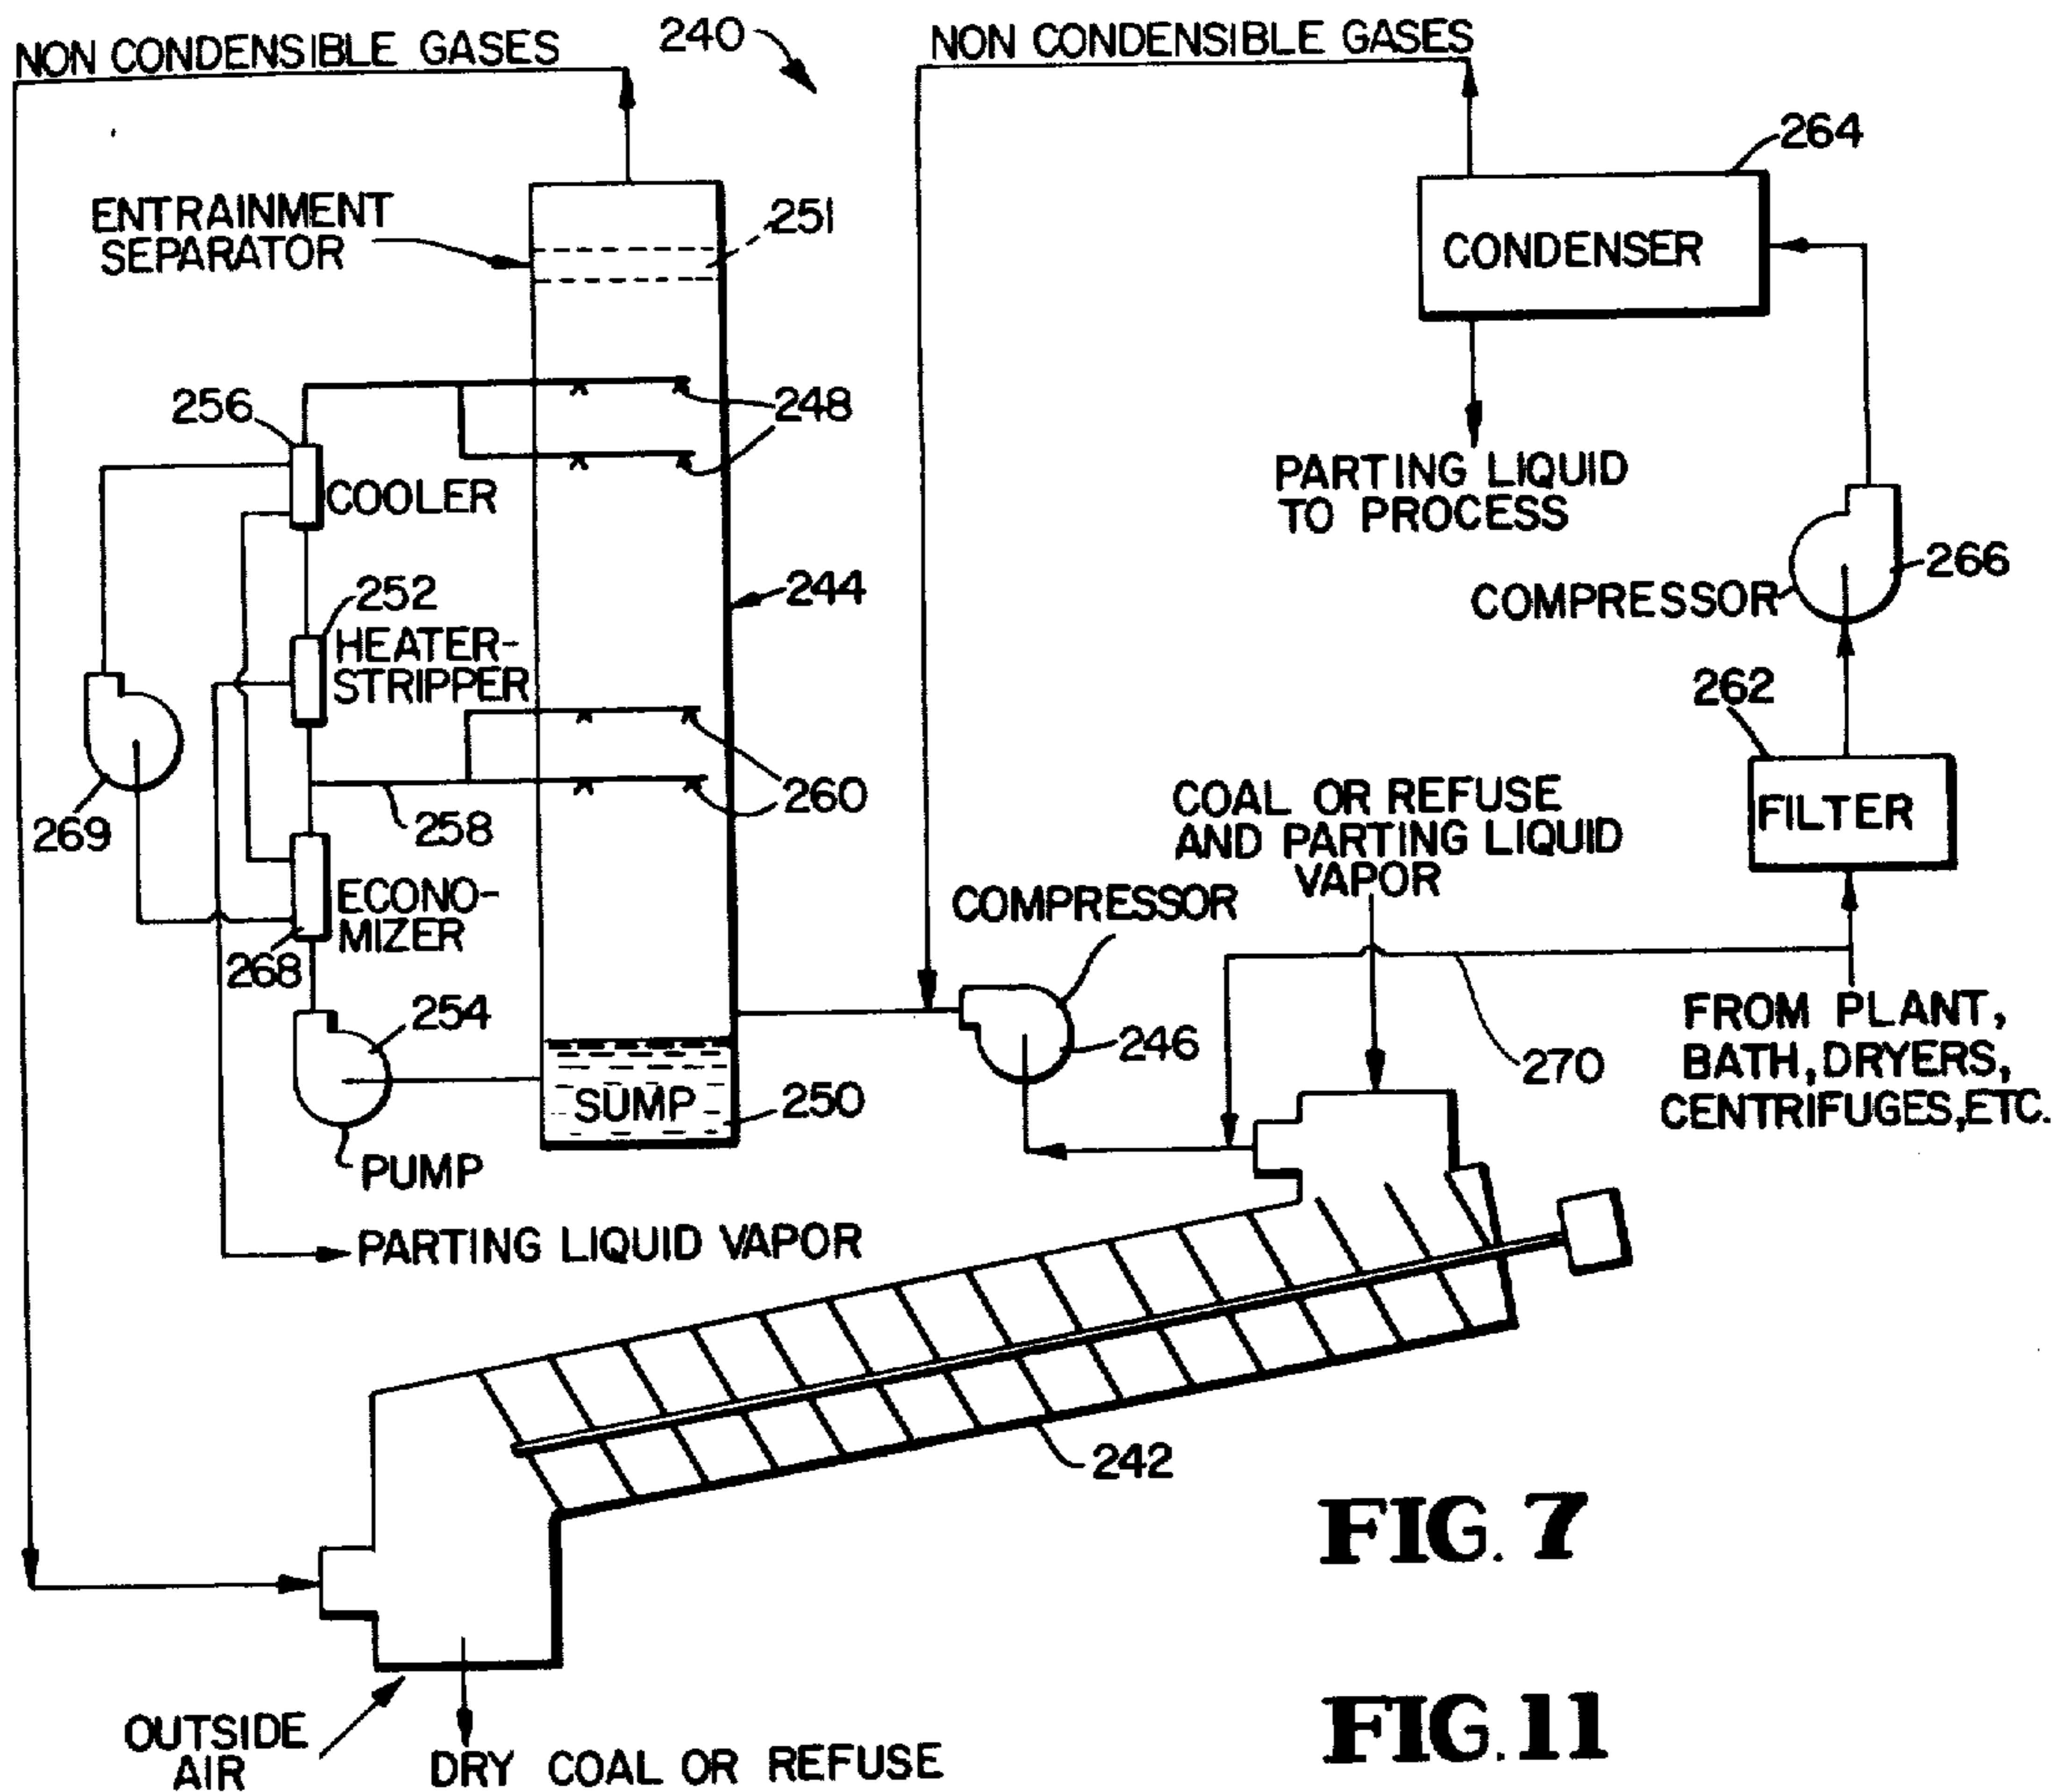 NON CONDENSIBLE GASES
240
NON CONDENSIBLE GASES
264
ENTRAINMENT
SEPARATOR
251
CONDENSER
256
248
COOLER
PARTING LIQUID
TO PROCESS
252
244
266
COMPRESSOR
HEATER-
STRIPPER
262
260
COAL OR REFUSE
AND PARTING LIQUID
VAPOR
FILTER
269
258
ECONO-
MIZER
COMPRESSOR
268
254
246
270
FROM PLANT,
BATH, DRYERS,
CENTRIFUGES, ETC.
SUMP
250
PUMP
PARTING LIQUID VAPOR
242
FIG. 7
OUTSIDE
AIR
DRY COAL OR REFUSE
FIG. 11